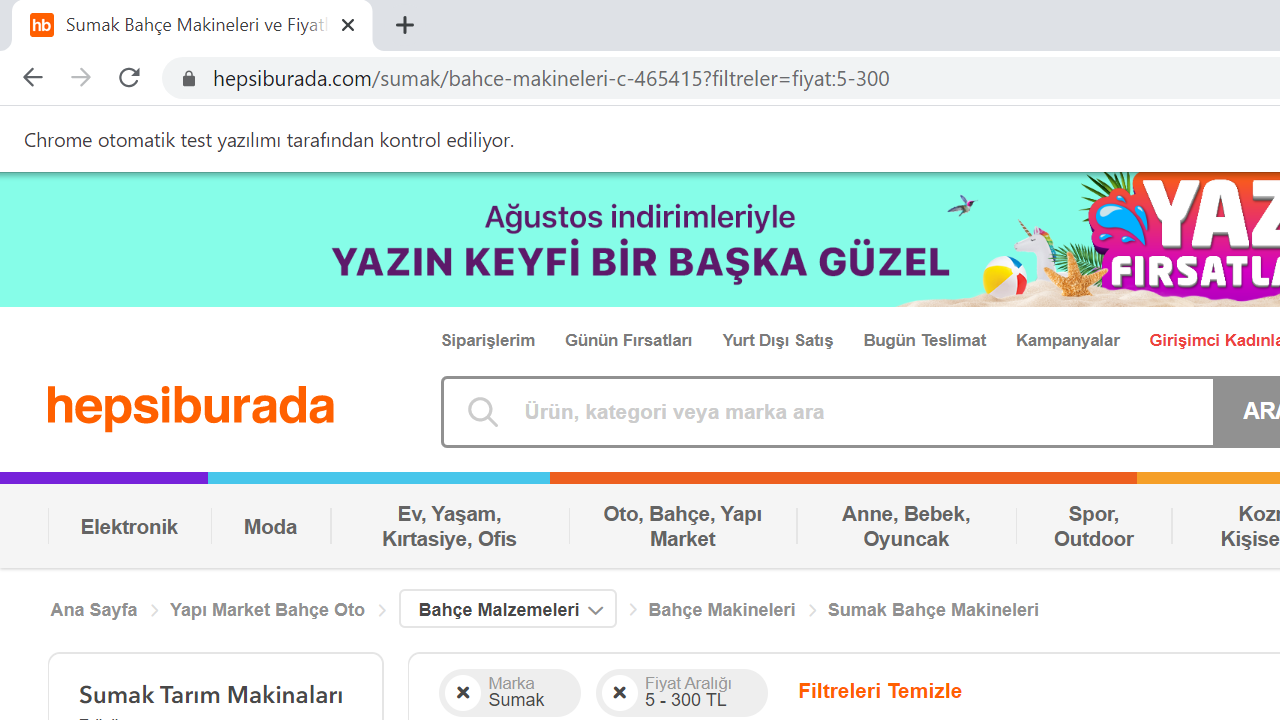 hb Sumak Bahçe Makineleri ve Fiyatl
hepsiburada.com/sumak/bahce-makineleri-c-465415?filtreler=fiyat:5-300
Chrome otomatik test yazılımı tarafından kontrol ediliyor.
Ağustos indirimleriyle
YAZIN KEYFİ BİR BAŞKA GÜZEL
YAZ
FIRSATLA
Siparişlerim Günün Fırsatları Yurt Dışı Satış Bugün Teslimat Kampanyalar Girişimci Kadınla
hepsiburada
Ürün, kategori veya marka ara
ARA
Elektronik
Moda
Ev, Yaşam,
Kırtasiye, Ofis
Oto, Bahçe, Yapı
Market
Anne, Bebek,
Oyuncak
Spor,
Outdoor
Kozm
Kişise
Ana Sayfa Yapı Market Bahçe Oto Bahçe Malzemeleri Bahçe Makineleri Sumak Bahçe Makineleri
Sumak Tarım Makinaları
Marka
Sumak
Fiyat Aralığı
5 - 300 TL
Filtreleri Temizle